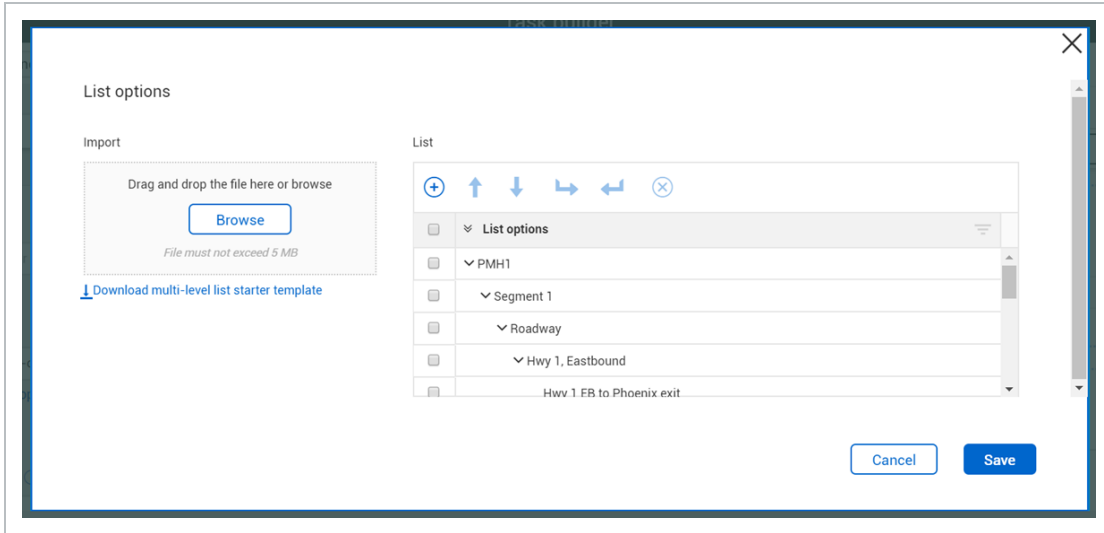 Task builder
List options
Import
Drag and drop the file here or browse
Browse
File must not exceed 5 MB
Download multi-level list starter template
List
List options
PMH1
Segment 1
Roadway
Hwy 1, Eastbound
Hwy 1 EB to Phoenix exit
Cancel
Save